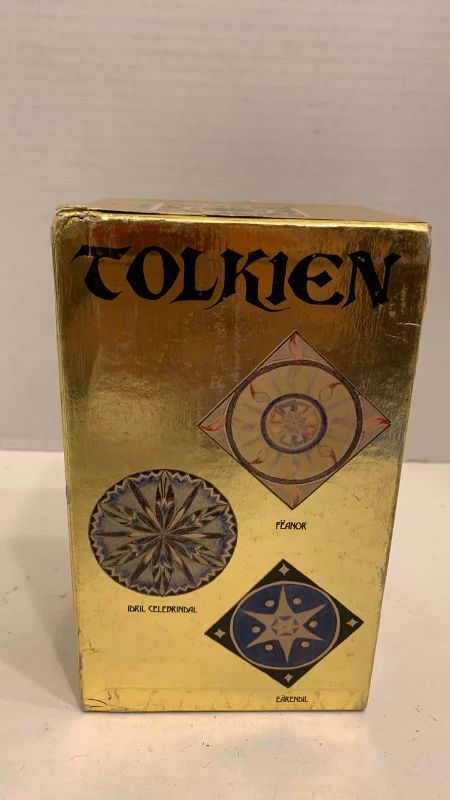 TOLKIEN
FËANOR
IDRIL CELEBRINDAL
EÄRENDIL